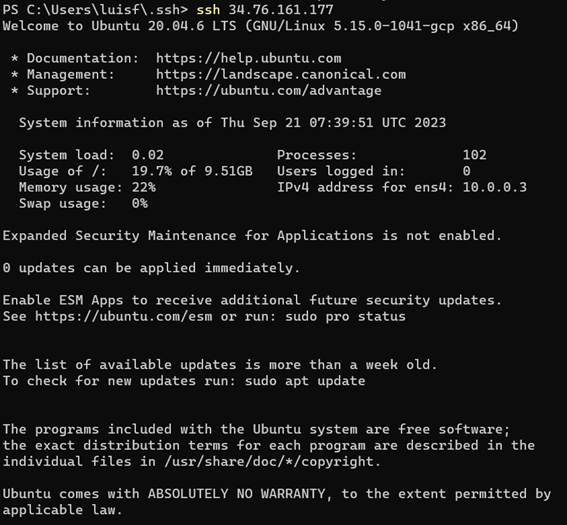 PS C:\Users\luisf\.ssh> ssh 34.76.161.177
Welcome to Ubuntu 20.04.6 LTS (GNU/Linux 5.15.0-1041-gcp x86_64)
* Documentation: https://help.ubuntu.com
* Management: https://landscape.canonical.com
* Support: https://ubuntu.com/advantage
System information as of Thu Sep 21 07:39:51 UTC 2023
System load: 0.02 Processes: 102
Usage of /: 19.7% of 9.51GB Users logged in: 0
Memory usage: 22% IPv4 address for ens4: 10.0.0.3
Swap usage: 0%
Expanded Security Maintenance for Applications is not enabled.
0 updates can be applied immediately.
Enable ESM Apps to receive additional future security updates.
See https://ubuntu.com/esm or run: sudo pro status
The list of available updates is more than a week old.
To check for new updates run: sudo apt update
The programs included with the Ubuntu system are free software;
the exact distribution terms for each program are described in the
individual files in /usr/share/doc/*/copyright.
Ubuntu comes with ABSOLUTELY NO WARRANTY, to the extent permitted by
applicable law.